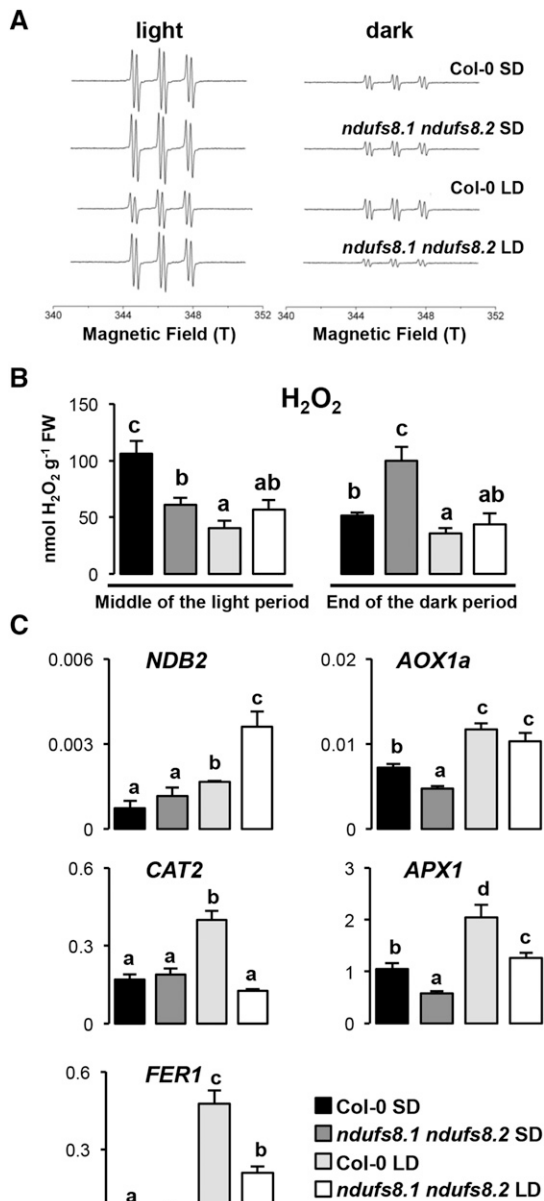 A
light dark
Col-0 SD
ndufs8.1 ndufs8.2 SD
Col-0 LD
ndufs8.1 ndufs8.2 LD
340 344 348 352 340 344 348 352
Magnetic Field (T) Magnetic Field (T)
B
H2O2
nmol H2O2 g-1 FW
150
100
50
0
c b a ab b c a ab
Middle of the light period End of the dark period
C
NDB2
0.006
0.003
0
a a b c
AOX1a
0.02
0.01
0
b a c c
CAT2
0.6
0.3
0
a a b a
APX1
3
2
1
0
b a d c
FER1
0.6
0.3
a c b
Col-0 SD
ndufs8.1 ndufs8.2 SD
Col-0 LD
ndufs8.1 ndufs8.2 LD